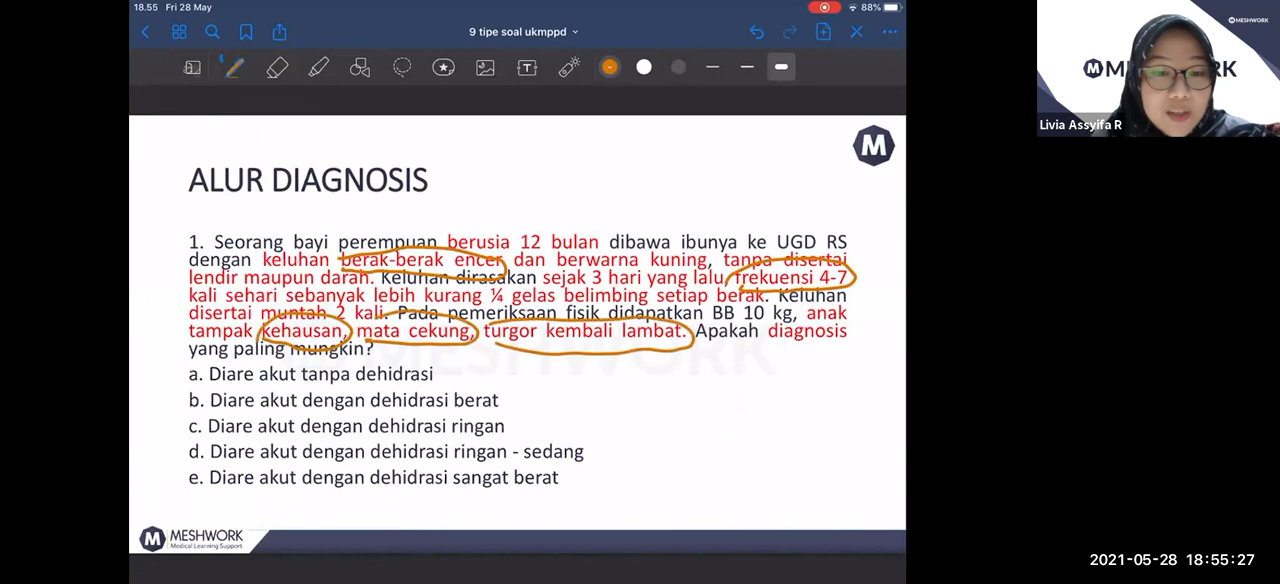 18.55 Fri 28 May
88%
9 tipe soal ukmppd
MESHWORK
Livia Assyifa R
M
ALUR DIAGNOSIS
1. Seorang bayi perempuan berusia 12 bulan dibawa ibunya ke UGD RS
dengan keluhan berak-berak encer dan berwarna kuning, tanpa disertai
lendir maupun darah. Keluhan dirasakan sejak 3 hari yang lalu, frekuensi 4-7
kali sehari sebanyak lebih kurang ¼ gelas belimbing setiap berak. Keluhan
disertai muntah 2 kali. Pada pemeriksaan fisik didapatkan BB 10 kg, anak
tampak kehausan, mata cekung, turgor kembali lambat. Apakah diagnosis
yang paling mungkin?
a. Diare akut tanpa dehidrasi
b. Diare akut dengan dehidrasi berat
c. Diare akut dengan dehidrasi ringan
d. Diare akut dengan dehidrasi ringan - sedang
e. Diare akut dengan dehidrasi sangat berat
M MESHWORK
Medical Learning Support
2021-05-28 18:55:27